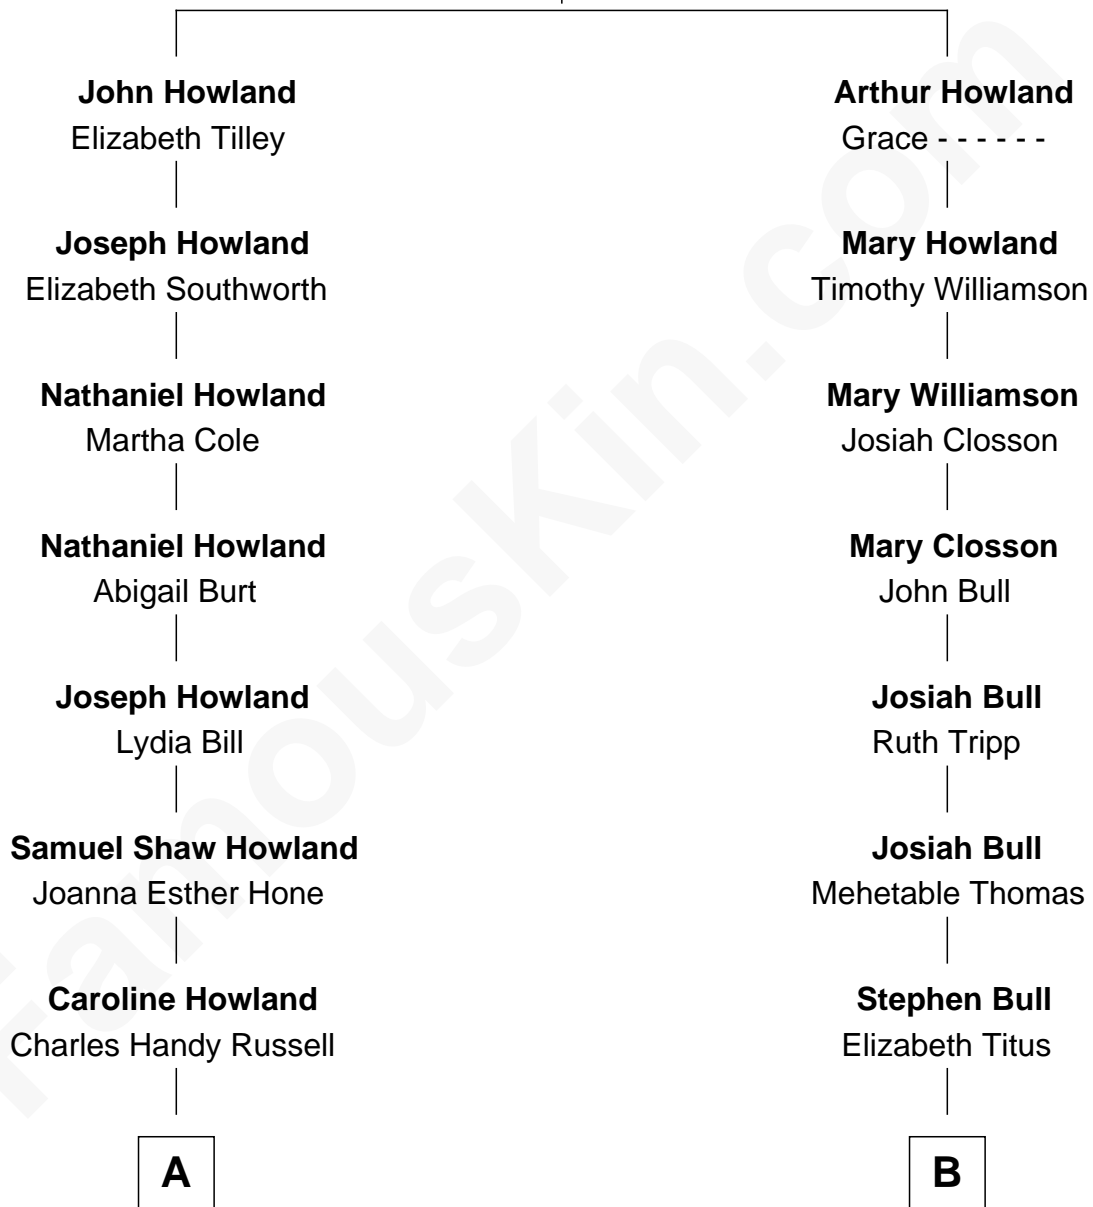 John Howland
Elizabeth Tilley
Arthur Howland
Grace - - - - - -
Joseph Howland
Elizabeth Southworth
Mary Howland
Timothy Williamson
Nathaniel Howland
Martha Cole
Mary Williamson
Josiah Closson
Nathaniel Howland
Abigail Burt
Mary Closson
John Bull
Joseph Howland
Lydia Bill
Josiah Bull
Ruth Tripp
Samuel Shaw Howland
Joanna Esther Hone
Josiah Bull
Mehetable Thomas
Caroline Howland
Charles Handy Russell
Stephen Bull
Elizabeth Titus
A
B
FamousKin.com